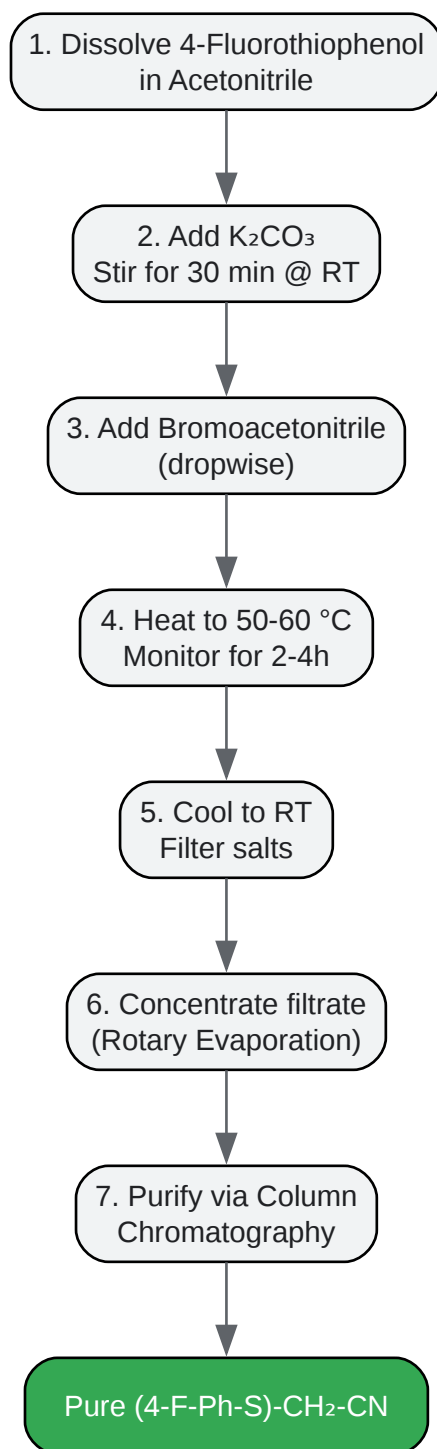 1. Dissolve 4-Fluorothiophenol
in Acetonitrile
2. Add K₂CO₃
Stir for 30 min @ RT
3. Add Bromoacetonitrile
(dropwise)
4. Heat to 50-60 °C
Monitor for 2-4h
5. Cool to RT
Filter salts
6. Concentrate filtrate
(Rotary Evaporation)
7. Purify via Column
Chromatography
Pure (4-F-Ph-S)-CH₂-CN